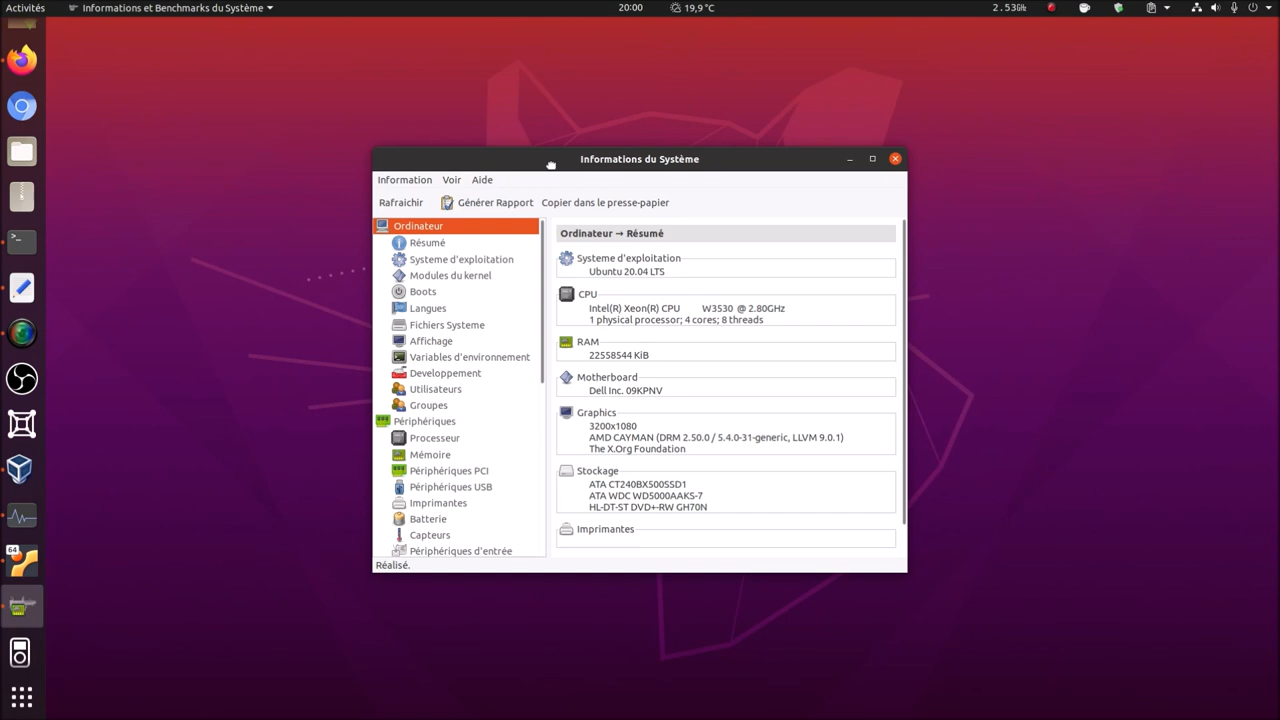 Activités
Informations et Benchmarks du Système
20:00
19,9 °C
2.53GHz
Informations du Système
Information Voir Aide
Rafraichir Générer Rapport Copier dans le presse-papier
Ordinateur
Résumé
Systeme d'exploitation
Modules du kernel
Boots
Langues
Fichiers Systeme
Affichage
Variables d'environnement
Developpement
Utilisateurs
Groupes
Périphériques
Processeur
Mémoire
Périphériques PCI
Périphériques USB
Imprimantes
Batterie
Capteurs
Périphériques d'entrée
Ordinateur → Résumé
Systeme d'exploitation
Ubuntu 20.04 LTS
CPU
Intel(R) Xeon(R) CPU W3530 @ 2.80GHz
1 physical processor; 4 cores; 8 threads
RAM
22558544 KiB
Motherboard
Dell Inc. 09KPNV
Graphics
3200x1080
AMD CAYMAN (DRM 2.50.0 / 5.4.0-31-generic, LLVM 9.0.1)
The X.Org Foundation
Stockage
ATA CT240BX500SSD1
ATA WDC WD5000AAKS-7
HL-DT-ST DVD+-RW GH70N
Imprimantes
Réalisé.
64